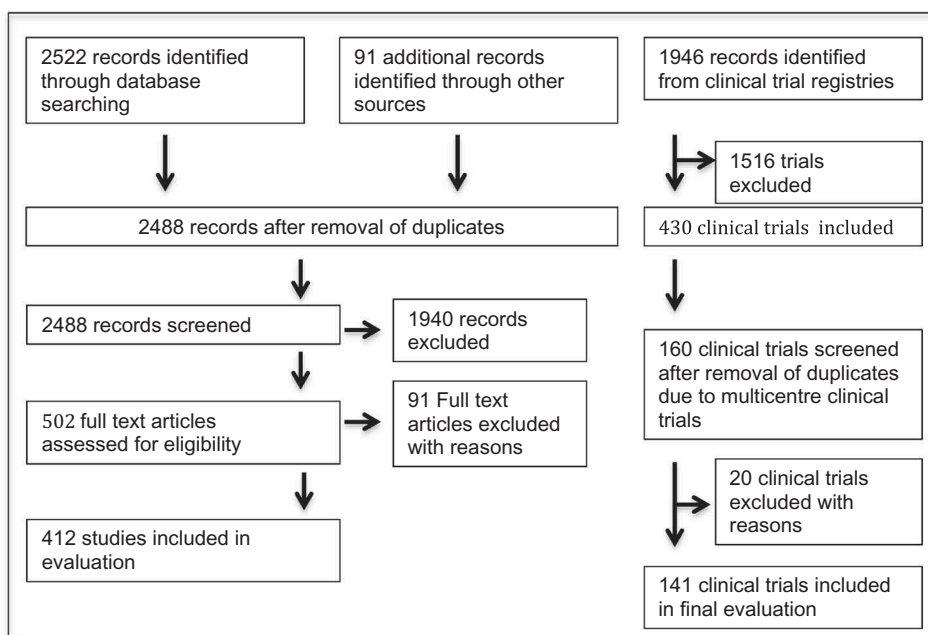 2522 records identified
through database
searching
91 additional records
identified through other
sources
1946 records identified
from clinical trial registries
1516 trials
excluded
2488 records after removal of duplicates
430 clinical trials included
2488 records screened
1940 records
excluded
160 clinical trials screened
after removal of duplicates
due to multicentre clinical
trials
502 full text articles
assessed for eligibility
91 Full text
articles excluded
with reasons
20 clinical trials
excluded with
reasons
412 studies included in
evaluation
141 clinical trials included
in final evaluation